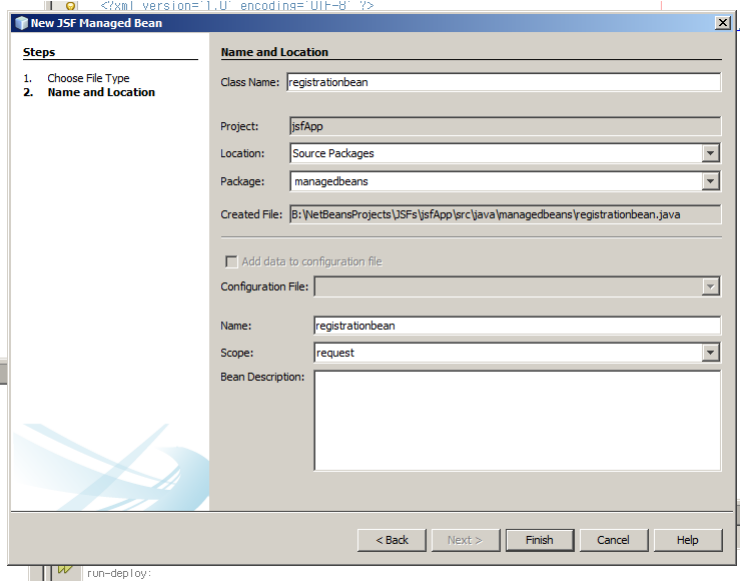 <?xml version="1.0" encoding="UTF-8" ?>
New JSF Managed Bean
Steps
1. Choose File Type
2. Name and Location
Name and Location
Class Name: registrationbean
Project: jsfApp
Location: Source Packages
Package: managedbeans
Created File: B:\NetBeansProjects\JSFs\jsfApp\src\java\managedbeans\registrationbean.java
Add data to configuration file
Configuration File:
Name: registrationbean
Scope: request
Bean Description:
< Back
Next >
Finish
Cancel
Help
run-deploy: